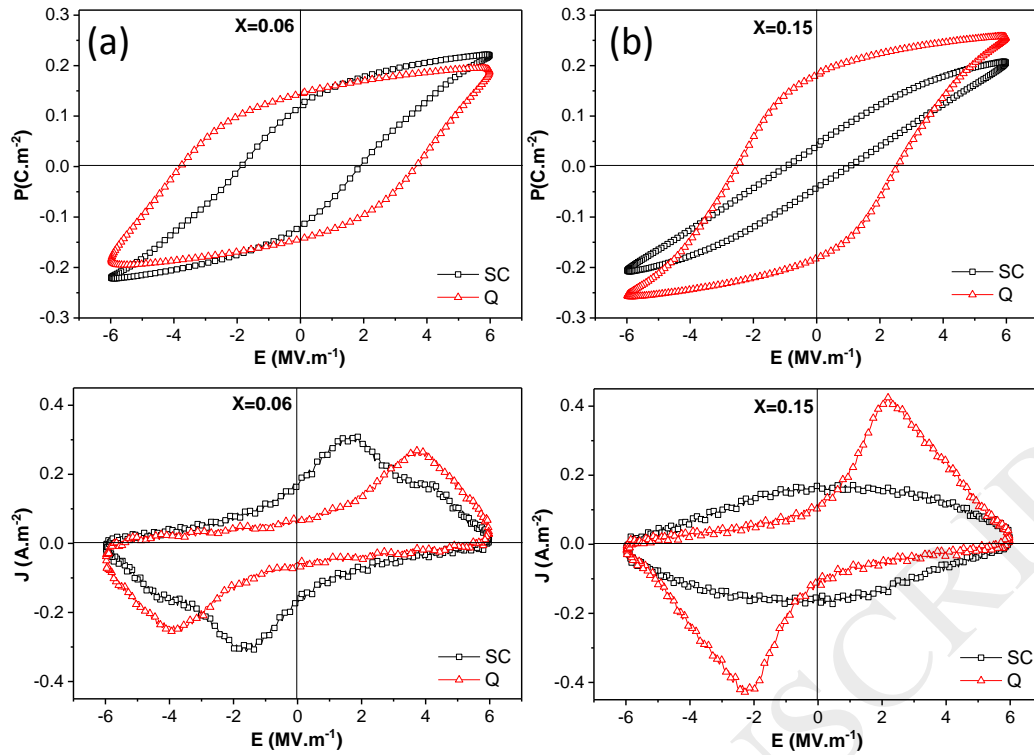 (a)
X=0.06
0.3
0.2
0.1
0.0
-0.1
-0.2
-0.3
P(C.m-2)
SC
Q
-6 -4 -2 0 2 4 6
E (MV.m-1)
(b)
X=0.15
0.3
0.2
0.1
0.0
-0.1
-0.2
-0.3
P(C.m-2)
SC
Q
-6 -4 -2 0 2 4 6
E (MV.m-1)
X=0.06
0.4
0.2
0.0
-0.2
-0.4
J (A.m-2)
SC
Q
-6 -4 -2 0 2 4 6
E (MV.m-1)
X=0.15
0.4
0.2
0.0
-0.2
-0.4
J (A.m-2)
SC
Q
-6 -4 -2 0 2 4 6
E (MV.m-1)
SCRI